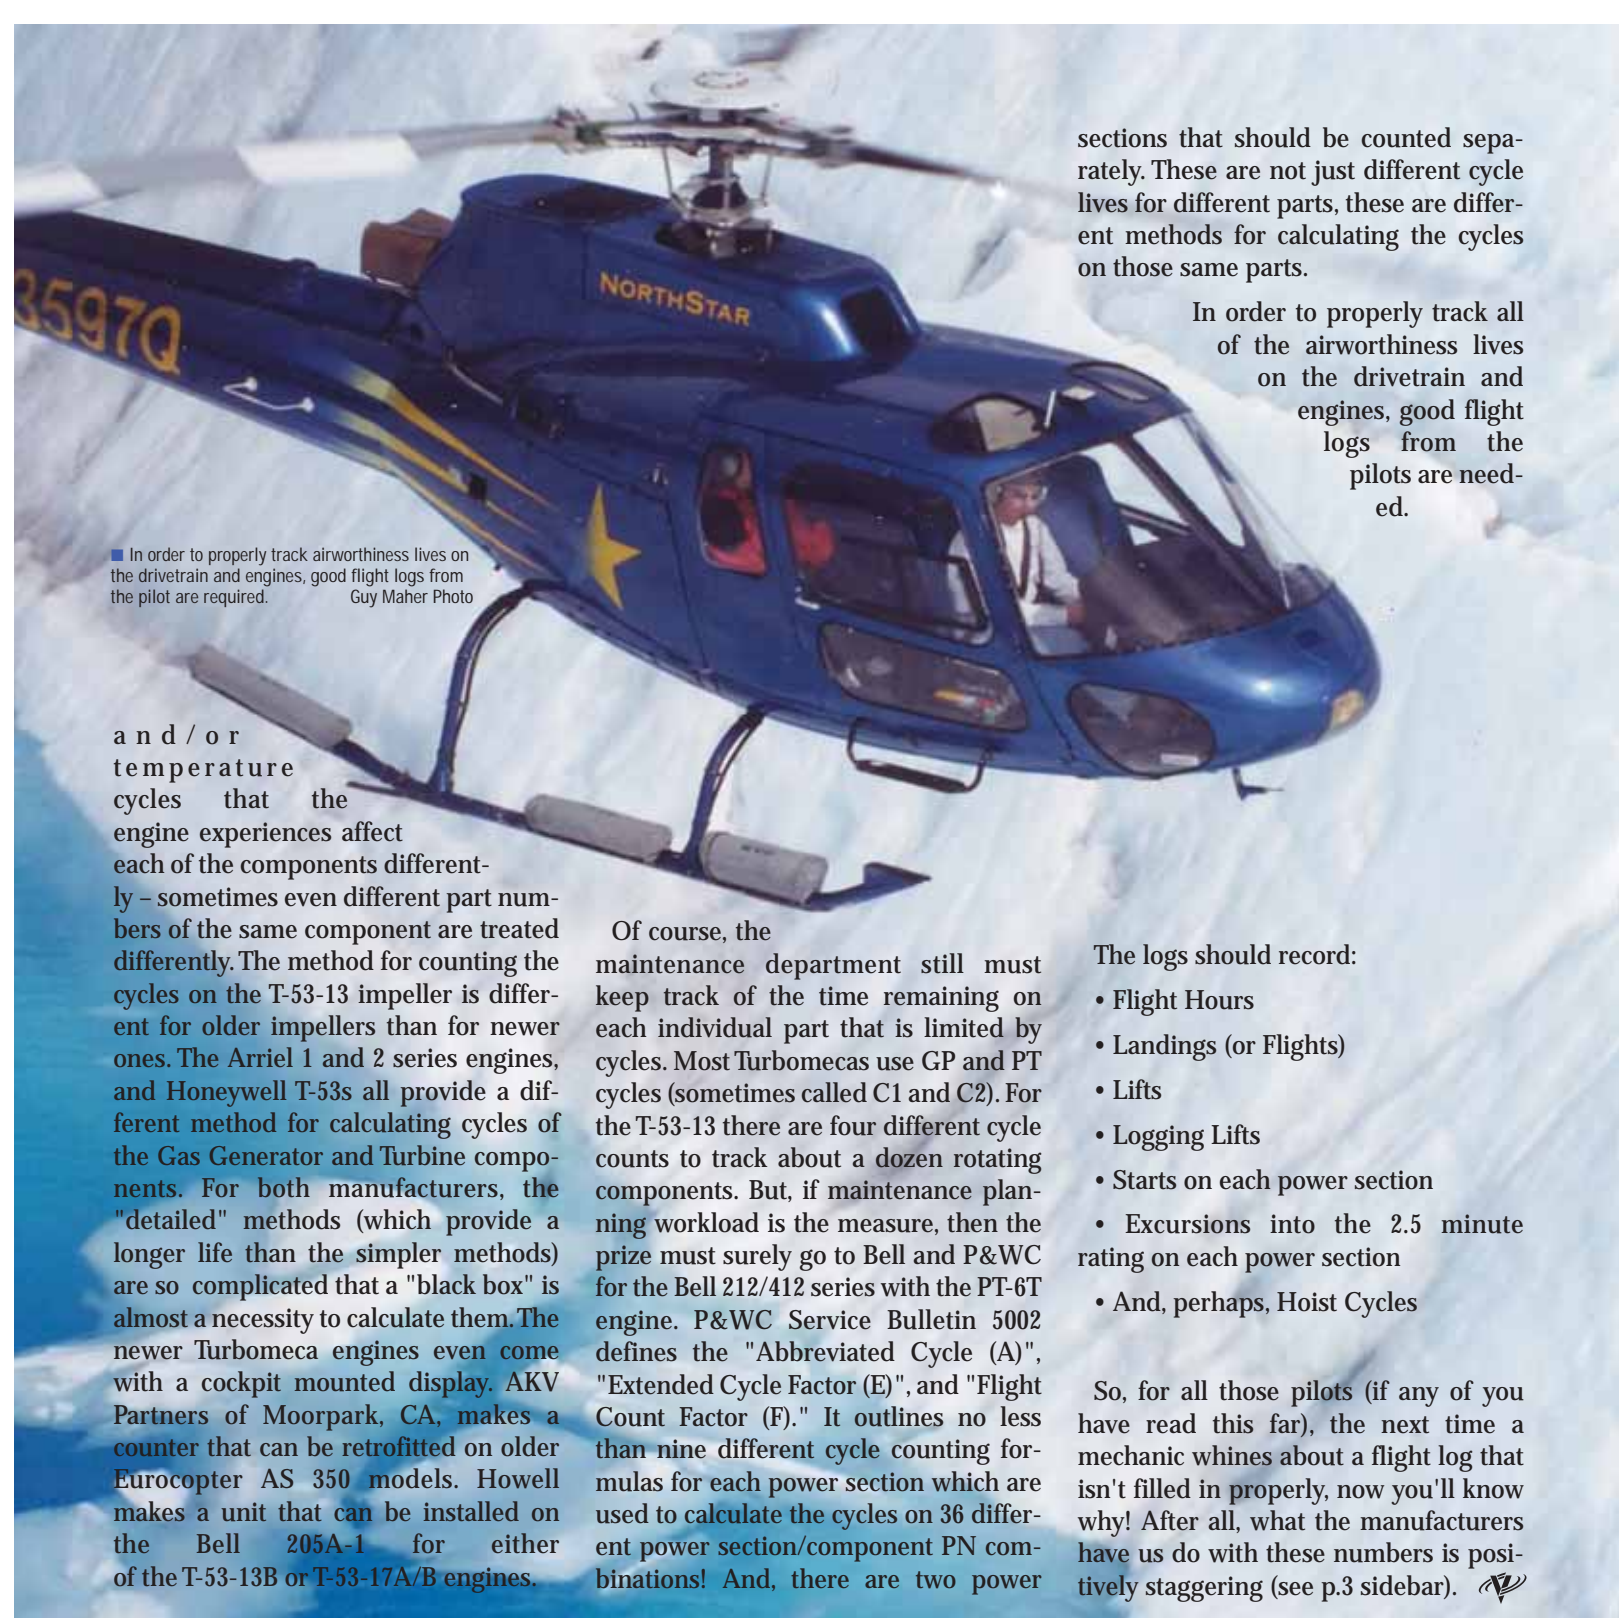 3597Q
NORTHSTAR
■ In order to properly track airworthiness lives on
the drivetrain and engines, good flight logs from
the pilot are required. Guy Maher Photo
and/or
temperature
cycles that the
engine experiences affect
each of the components different-
ly – sometimes even different part num-
bers of the same component are treated
differently. The method for counting the
cycles on the T-53-13 impeller is differ-
ent for older impellers than for newer
ones. The Arriel 1 and 2 series engines,
and Honeywell T-53s all provide a dif-
ferent method for calculating cycles of
the Gas Generator and Turbine compo-
nents. For both manufacturers, the
"detailed" methods (which provide a
longer life than the simpler methods)
are so complicated that a "black box" is
almost a necessity to calculate them. The
newer Turbomeca engines even come
with a cockpit mounted display. AKV
Partners of Moorpark, CA, makes a
counter that can be retrofitted on older
Eurocopter AS 350 models. Howell
makes a unit that can be installed on
the Bell 205A-1 for either
of the T-53-13B or T-53-17A/B engines.
Of course, the
maintenance department still must
keep track of the time remaining on
each individual part that is limited by
cycles. Most Turbomecas use GP and PT
cycles (sometimes called C1 and C2). For
the T-53-13 there are four different cycle
counts to track about a dozen rotating
components. But, if maintenance plan-
ning workload is the measure, then the
prize must surely go to Bell and P&WC
for the Bell 212/412 series with the PT-6T
engine. P&WC Service Bulletin 5002
defines the "Abbreviated Cycle (A)",
"Extended Cycle Factor (E)", and "Flight
Count Factor (F)." It outlines no less
than nine different cycle counting for-
mulas for each power section which are
used to calculate the cycles on 36 differ-
ent power section/component PN com-
binations! And, there are two power
sections that should be counted sepa-
rately. These are not just different cycle
lives for different parts, these are differ-
ent methods for calculating the cycles
on those same parts.
In order to properly track all
of the airworthiness lives
on the drivetrain and
engines, good flight
logs from the
pilots are need-
ed.
The logs should record:
• Flight Hours
• Landings (or Flights)
• Lifts
• Logging Lifts
• Starts on each power section
• Excursions into the 2.5 minute
rating on each power section
• And, perhaps, Hoist Cycles
So, for all those pilots (if any of you
have read this far), the next time a
mechanic whines about a flight log that
isn't filled in properly, now you'll know
why! After all, what the manufacturers
have us do with these numbers is posi-
tively staggering (see p.3 sidebar).